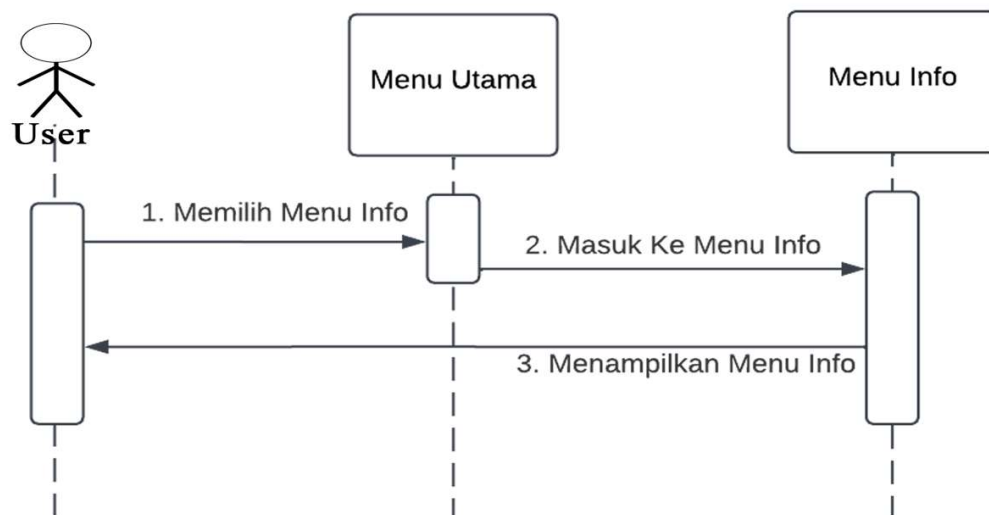 User
Menu Utama
Menu Info
1. Memilih Menu Info
2. Masuk Ke Menu Info
3. Menampilkan Menu Info